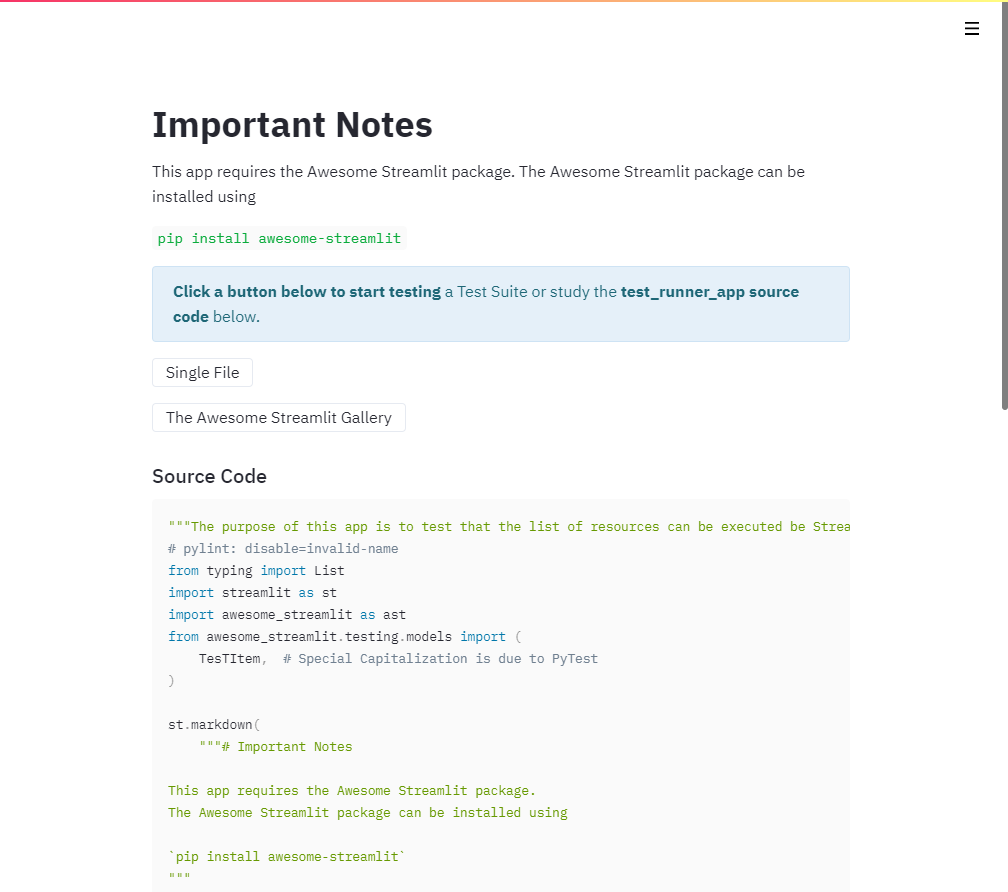 Important Notes
This app requires the Awesome Streamlit package. The Awesome Streamlit package can be
installed using
pip install awesome-streamlit
Click a button below to start testing a Test Suite or study the test_runner_app source
code below.
Single File
The Awesome Streamlit Gallery
Source Code
"""The purpose of this app is to test that the list of resources can be executed be Strea
# pylint: disable=invalid-name
from typing import List
import streamlit as st
import awesome_streamlit as ast
from awesome_streamlit.testing.models import (
    TesTItem,  # Special Capitalization is due to PyTest
)
st.markdown(
    """# Important Notes
This app requires the Awesome Streamlit package.
The Awesome Streamlit package can be installed using
`pip install awesome-streamlit`
"""